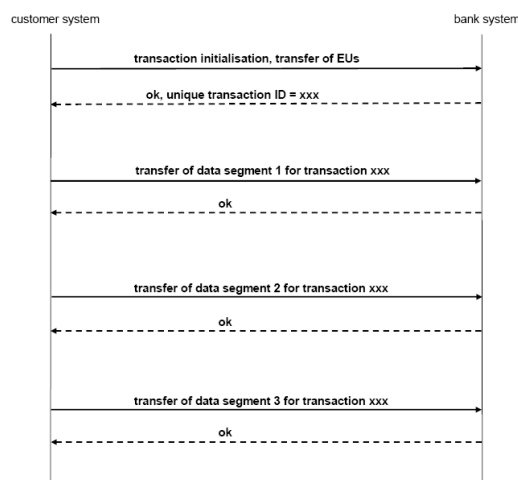 customer system
bank system
transaction initialisation, transfer of EUs
ok, unique transaction ID = xxx
transfer of data segment 1 for transaction xxx
ok
transfer of data segment 2 for transaction xxx
ok
transfer of data segment 3 for transaction xxx
ok